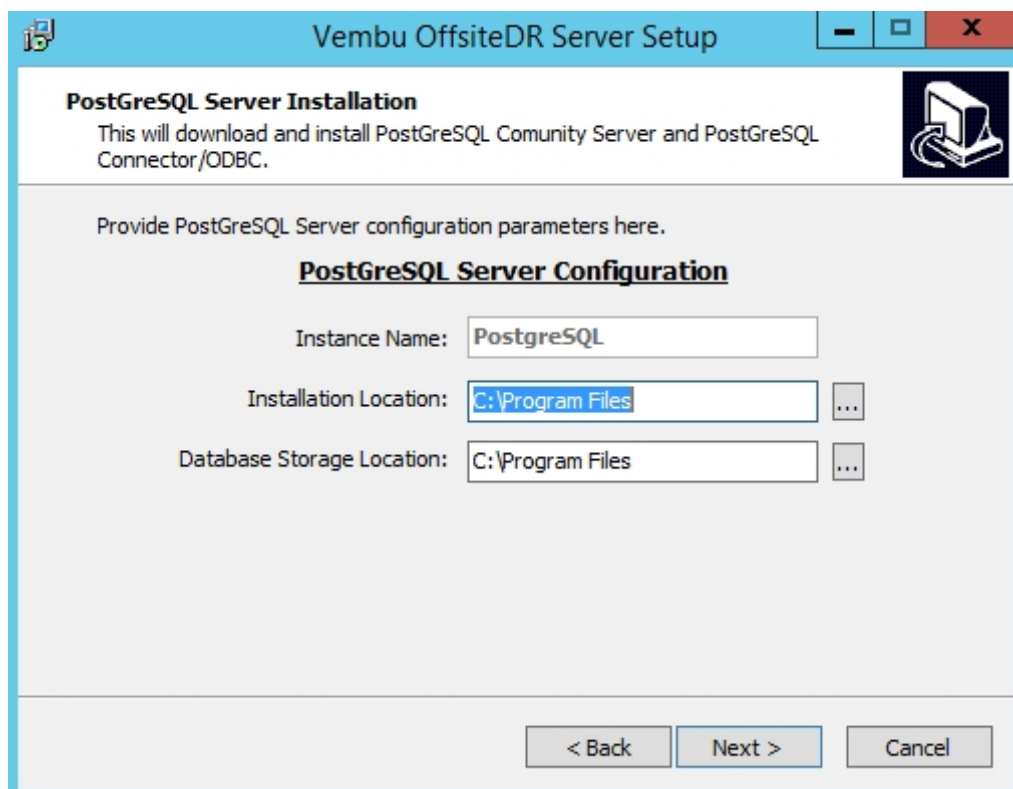 Vembu OffsiteDR Server Setup
PostGreSQL Server Installation
This will download and install PostGreSQL Comunity Server and PostGreSQL
Connector/ODBC.
Provide PostGreSQL Server configuration parameters here.
PostGreSQL Server Configuration
Instance Name: PostgreSQL
Installation Location: C:\Program Files ...
Database Storage Location: C:\Program Files ...
< Back Next > Cancel